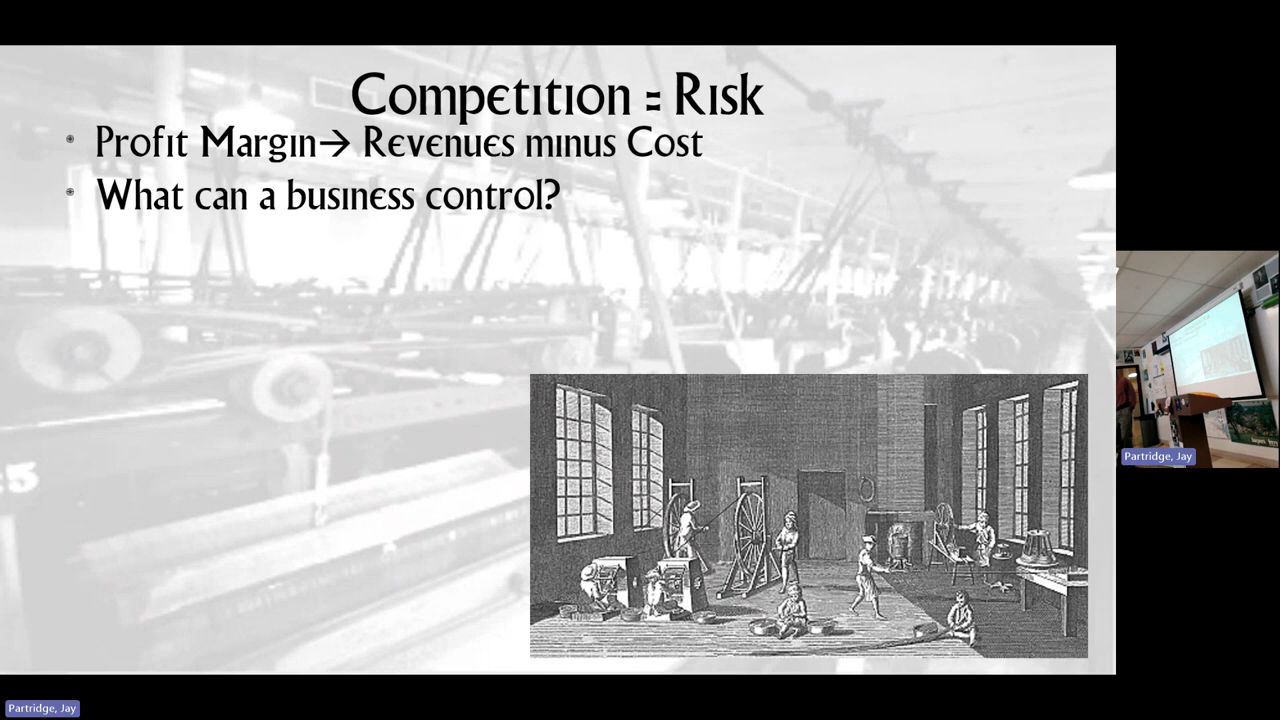 Competition = Risk
Profit Margin→ Revenues minus Cost
What can a business control?
Partridge, Jay
Partridge, Jay